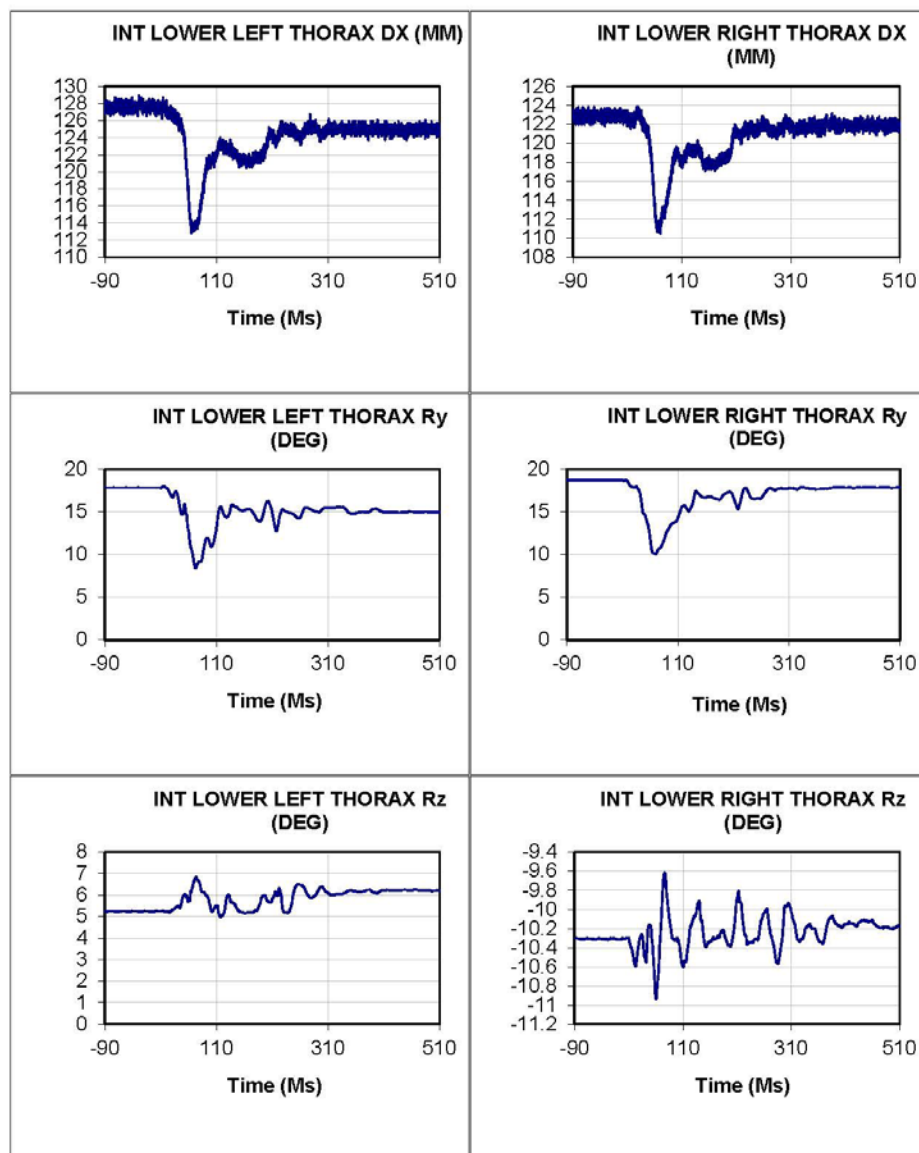 INT LOWER LEFT THORAX DX (MM)
130
128
126
124
122
120
118
116
114
112
110
-90 110 310 510
Time (Ms)
INT LOWER RIGHT THORAX DX
(MM)
126
124
122
120
118
116
114
112
110
108
-90 110 310 510
Time (Ms)
INT LOWER LEFT THORAX Ry
(DEG)
20
15
10
5
0
-90 110 310 510
Time (Ms)
INT LOWER RIGHT THORAX Ry
(DEG)
20
15
10
5
0
-90 110 310 510
Time (Ms)
INT LOWER LEFT THORAX Rz
(DEG)
8
7
6
5
4
3
2
1
0
-90 110 310 510
Time (Ms)
INT LOWER RIGHT THORAX Rz
(DEG)
-9.4
-9.6
-9.8
-10
-10.2
-10.4
-10.6
-10.8
-11
-11.2
-90 110 310 510
Time (Ms)